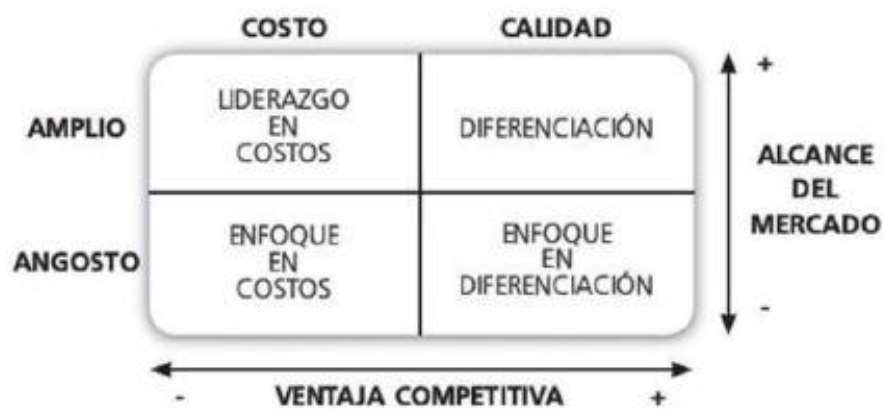 COSTO CALIDAD
AMPLIO
LIDERAZGO
EN
COSTOS
DIFERENCIACIÓN
ANGOSTO
ENFOQUE
EN
COSTOS
ENFOQUE
EN
DIFERENCIACIÓN
+
ALCANCE
DEL
MERCADO
-
- VENTAJA COMPETITIVA +